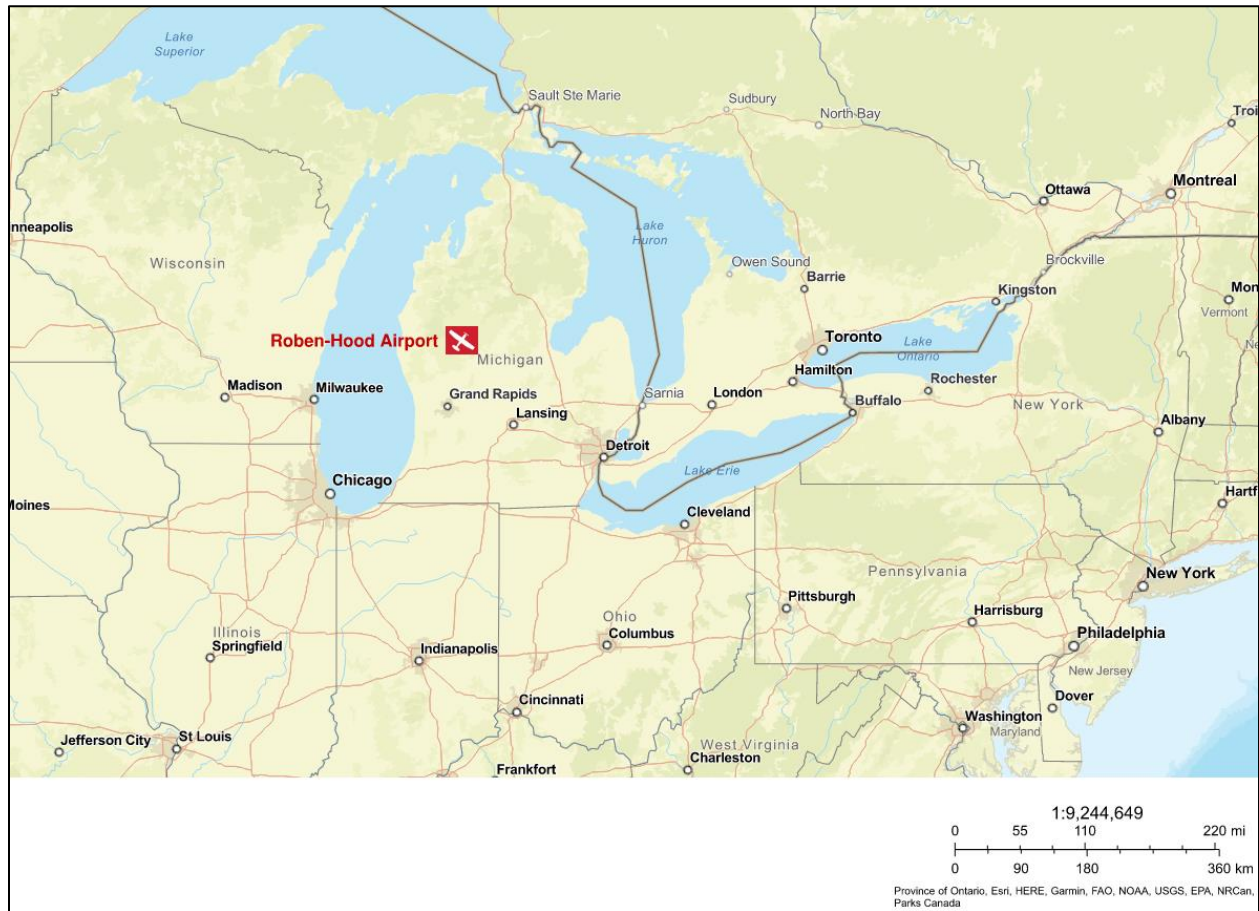 Lake
Superior
Sault Ste Marie
Sudbury
North Bay
Troi
Montreal
Ottawa
nneapolis
Wisconsin
Lake
Huron
Owen Sound
Barrie
Brockville
Kingston
Mon
Vermont
Ne
Roben-Hood Airport
Michigan
Toronto
Lake
Ontario
Hamilton
Madison
Milwaukee
Grand Rapids
Sarnia
London
Rochester
Buffalo
New York
Lansing
Albany
Detroit
Lake Erie
Chicago
Moines
Hartf
Cleveland
Pennsylvania
New York
Pittsburgh
Harrisburg
Ohio
Columbus
Illinois
Springfield
Indianapolis
Philadelphia
New Jersey
Cincinnati
Dover
Washington
Maryland
Jefferson City
St Louis
West Virginia
Charleston
Frankfort
1:9,244,649
0 55 110 220 mi
0 90 180 360 km
Province of Ontario, Esri, HERE, Garmin, FAO, NOAA, USGS, EPA, NRCan,
Parks Canada